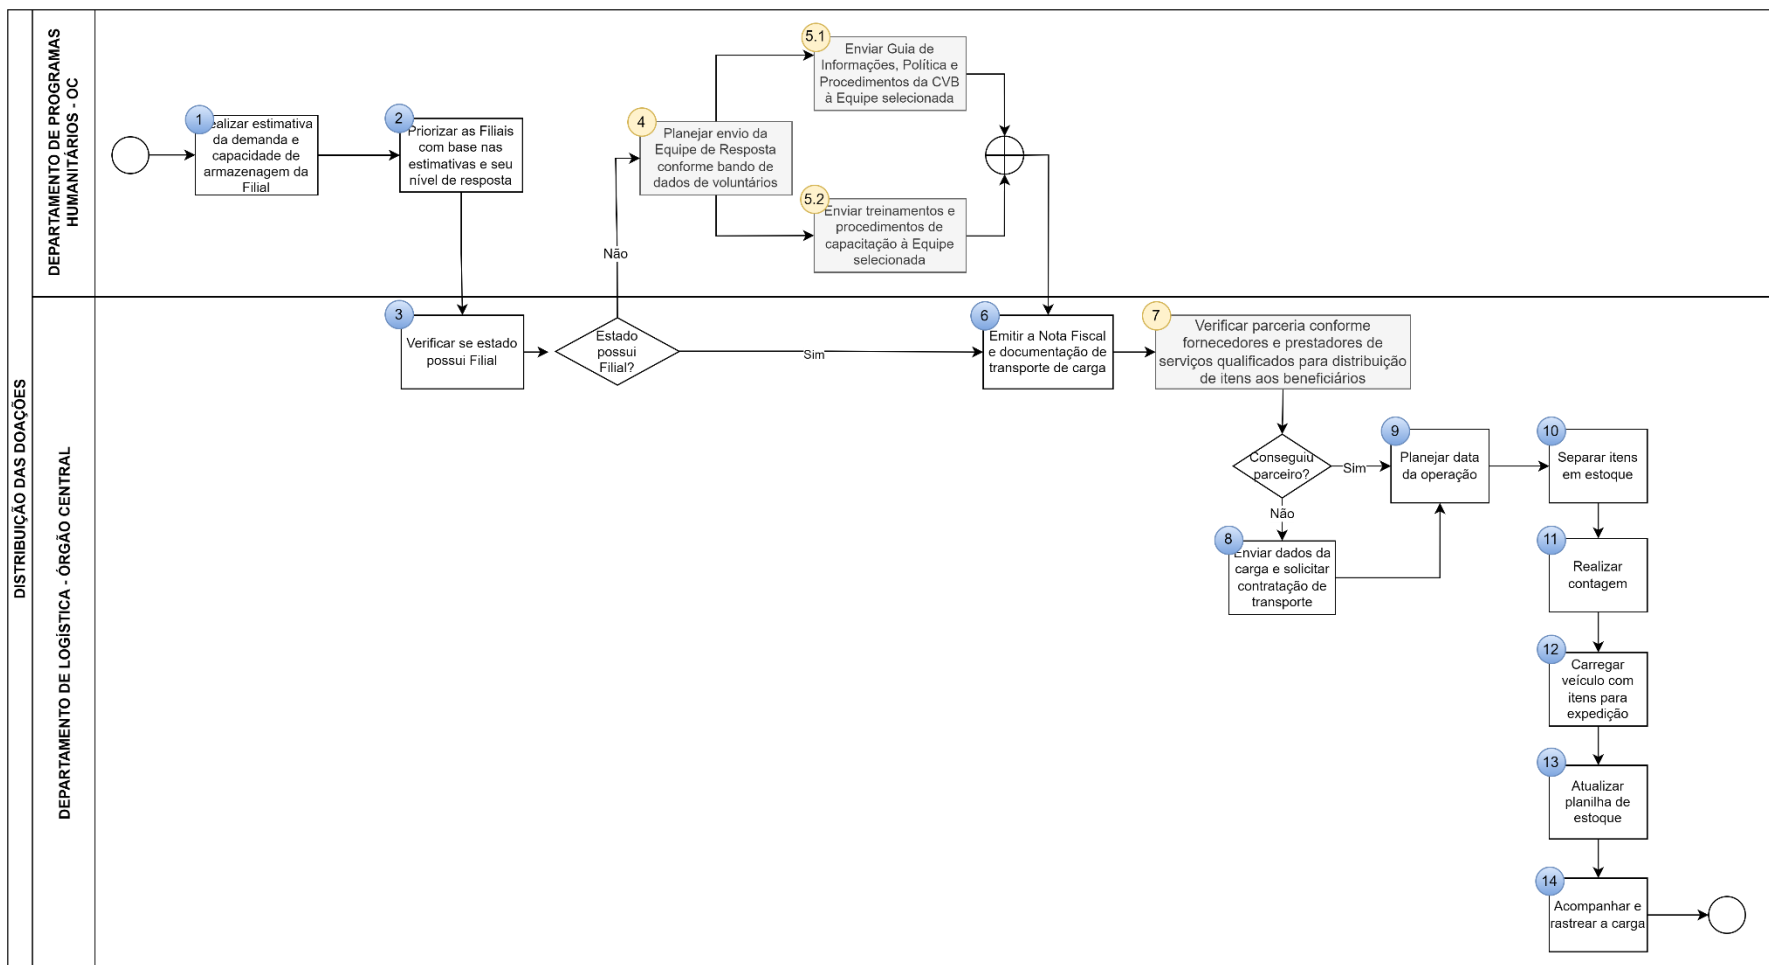 DISTRIBUIÇÃO DAS DOAÇÕES
DEPARTAMENTO DE PROGRAMAS
HUMANITÁRIOS - OC
1
ealizar estimativa
da demanda e
capacidade de
armazenagem da
Filial
2
Priorizar as Filiais
com base nas
estimativas e seu
nível de resposta
4
Planejar envio da
Equipe de Resposta
conforme bando de
dados de voluntários
5.1
Enviar Guia de
Informações, Política e
Procedimentos da CVB
à Equipe selecionada
5.2
Enviar treinamentos e
procedimentos de
capacitação à Equipe
selecionada
Não
DEPARTAMENTO DE LOGÍSTICA - ÓRGÃO CENTRAL
3
Verificar se estado
possui Filial
Estado
possui
Filial?
Sim
6
Emitir a Nota Fiscal
e documentação de
transporte de carga
7
Verificar parceria conforme
fornecedores e prestadores de
serviços qualificados para distribuição
de itens aos beneficiários
Conseguiu
parceiro?
Sim
Não
8
Enviar dados da
carga e solicitar
contratação de
transporte
9
Planejar data
da operação
10
Separar itens
em estoque
11
Realizar
contagem
12
Carregar
veículo com
itens para
expedição
13
Atualizar
planilha de
estoque
14
Acompanhar e
rastrear a carga